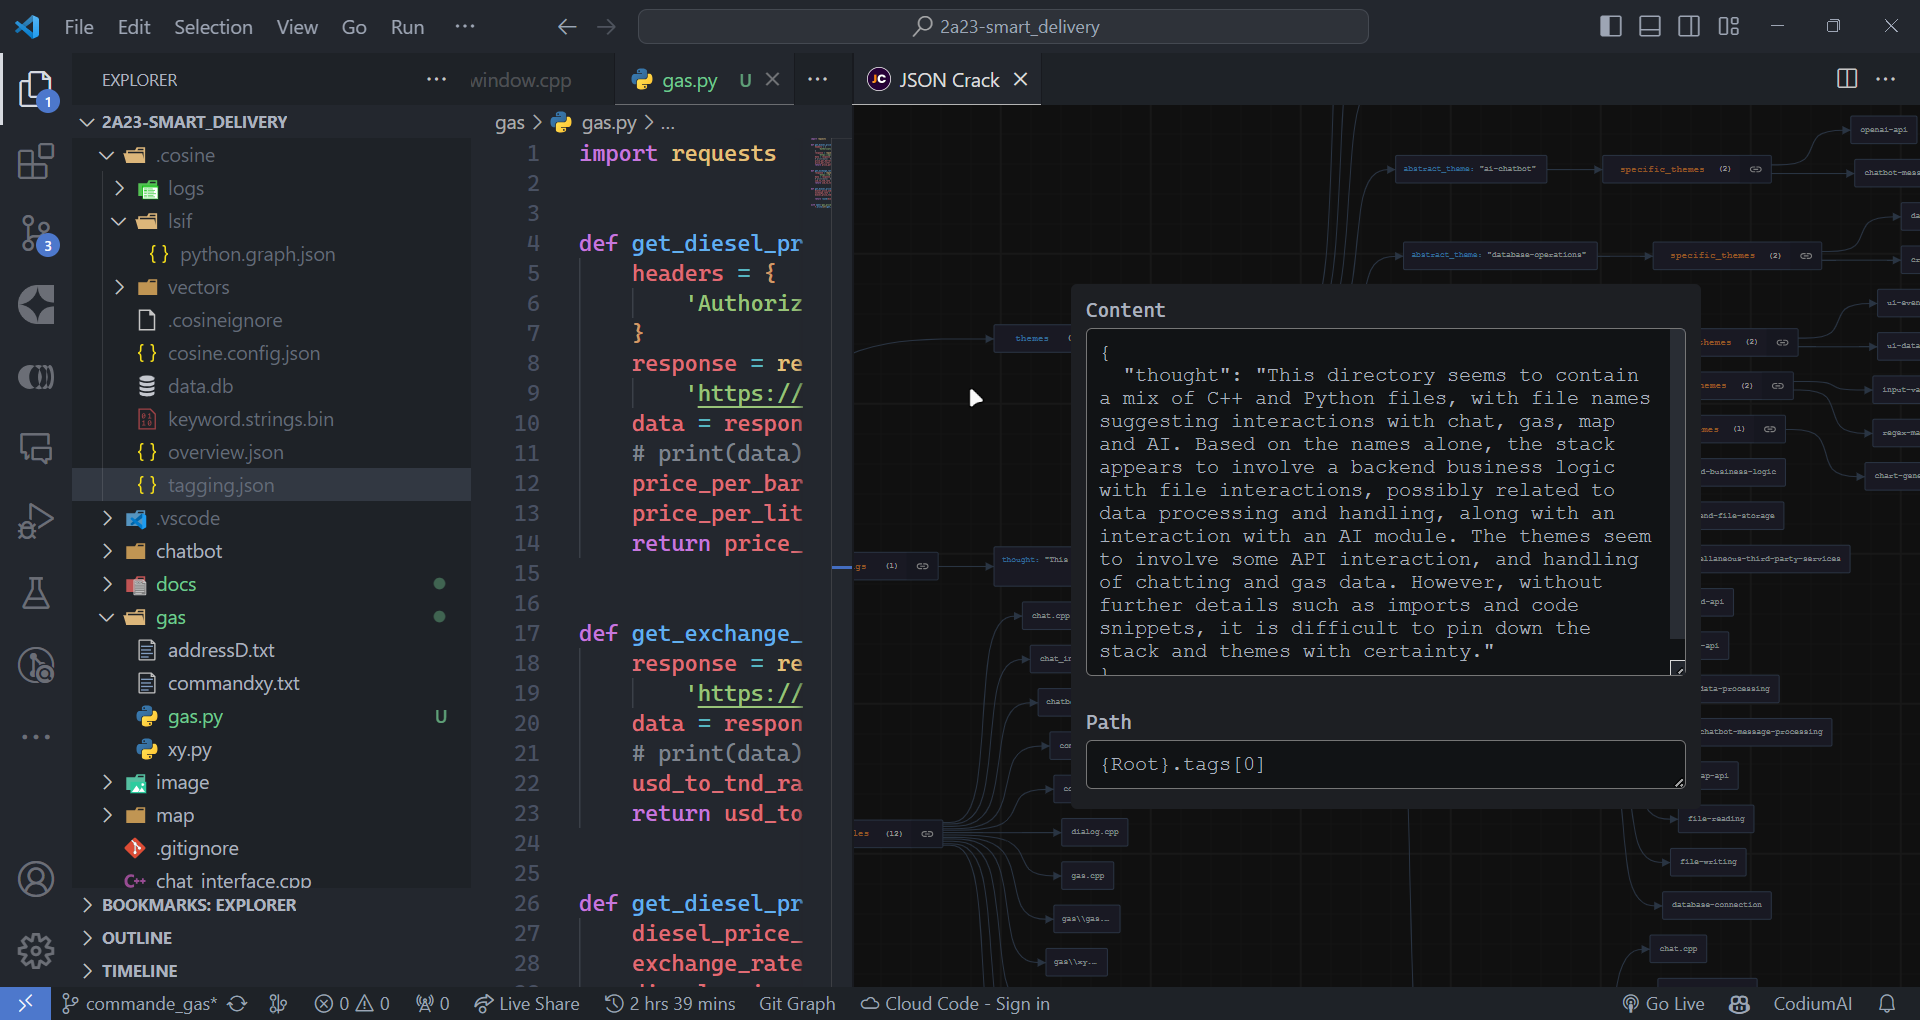 File Edit Selection View Go Run ···
2a23-smart_delivery
EXPLORER
1
3
2A23-SMART_DELIVERY
.cosine
logs
lsif
{} python.graph.json
vectors
.cosineignore
{} cosine.config.json
data.db
keyword.strings.bin
{} overview.json
{} tagging.json
.vscode
chatbot
docs
gas
addressD.txt
commandxy.txt
gas.py U
xy.py
image
map
.gitignore
chat_interface.cpp
BOOKMARKS: EXPLORER
OUTLINE
TIMELINE
window.cpp
gas.py U
gas > gas.py > ...
1 import requests
2
3
4 def get_diesel_pr
5 headers = {
6 'Authoriz
7 }
8 response = re
9 'https://
10 data = respon
11 # print(data)
12 price_per_bar
13 price_per_lit
14 return price_
15
16
17 def get_exchange_
18 response = re
19 'https://
20 data = respon
21 # print(data)
22 usd_to_tnd_ra
23 return usd_to
24
25
26 def get_diesel_pr
27 diesel_price_
28 exchange_rate
JC JSON Crack
openai-api
abstract_theme: "ai-chatbot"
specific_themes (2)
chatbot-mess
da
abstract_theme: "database-operations"
specific_themes (2)
cr
ui-even
themes
hemes (2)
ui-data
emes (2)
input-va
mes (1)
regex-ma
d-business-logic
chart-gene
nd-file-storage
llaneous-third-party-services
gs (1)
thought: "This
d-api
chat.cpp
-api
chat_in
data-processing
chatb
chatbot-message-processing
con
ap-api
co
file-reading
les (12)
dialog.cpp
file-writing
gas.cpp
database-connection
gas\\gas...
chat.cpp
gas\\xy...
Content
{
"thought": "This directory seems to contain
a mix of C++ and Python files, with file names
suggesting interactions with chat, gas, map
and AI. Based on the names alone, the stack
appears to involve a backend business logic
with file interactions, possibly related to
data processing and handling, along with an
interaction with an AI module. The themes seem
to involve some API interaction, and handling
of chatting and gas data. However, without
further details such as imports and code
snippets, it is difficult to pin down the
stack and themes with certainty."
Path
{Root}.tags[0]
commande_gas* 0 0 0 Live Share 2 hrs 39 mins Git Graph Cloud Code - Sign in Go Live CodiumAI